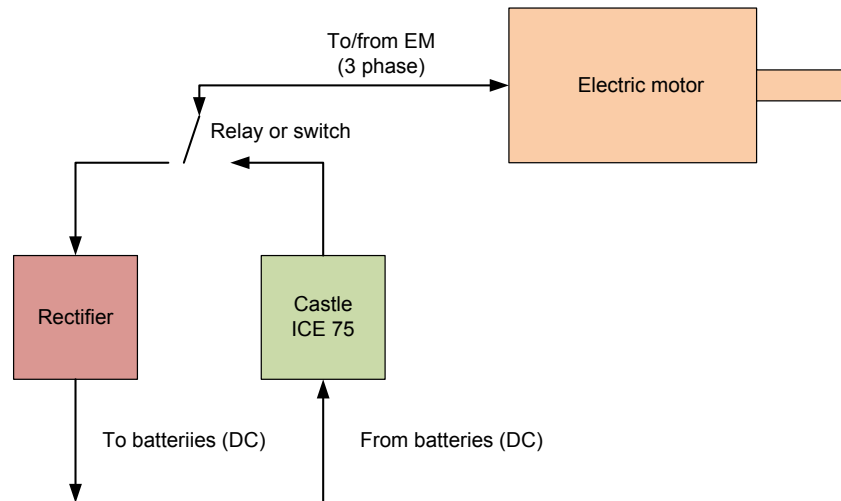 To/from EM
(3 phase)
Electric motor
Relay or switch
Rectifier
Castle
ICE 75
To batteriies (DC)
From batteries (DC)